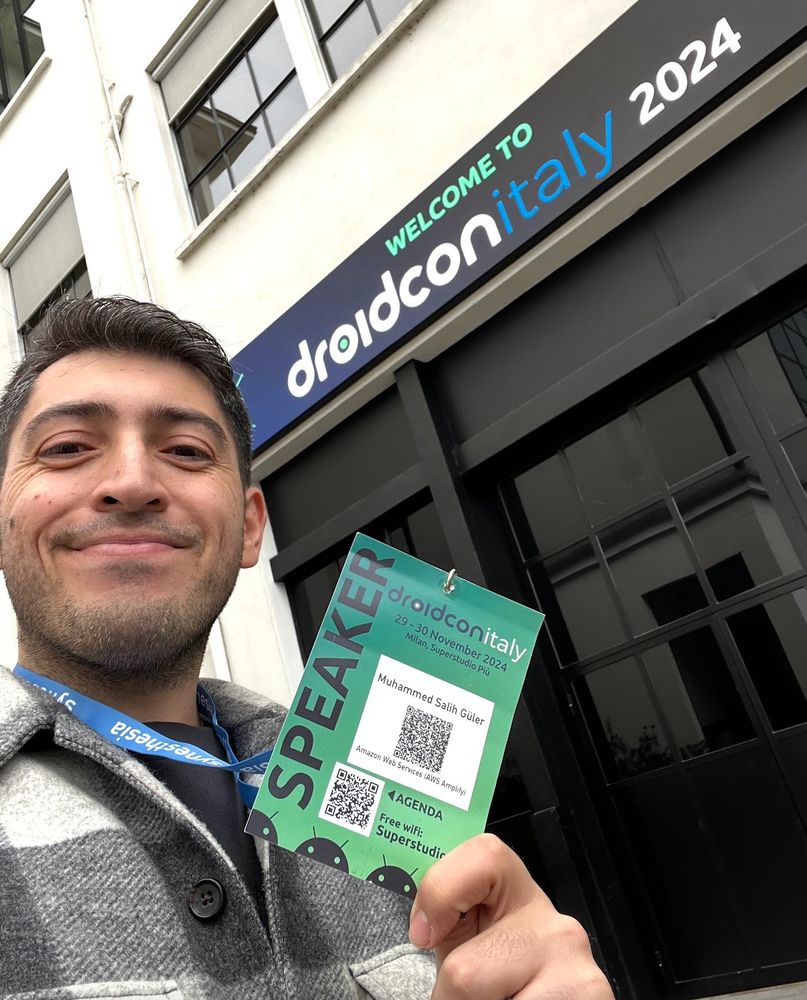 WELCOME TO
droidconitaly 2024
SPEAKER
droidconitaly
29 - 30 November 2024
Milan, Superstudio Più
Muhammed Salih Güler
Amazon Web Services (AWS Amplify)
AGENDA
Free wifi:
Superstudio
synesthesia